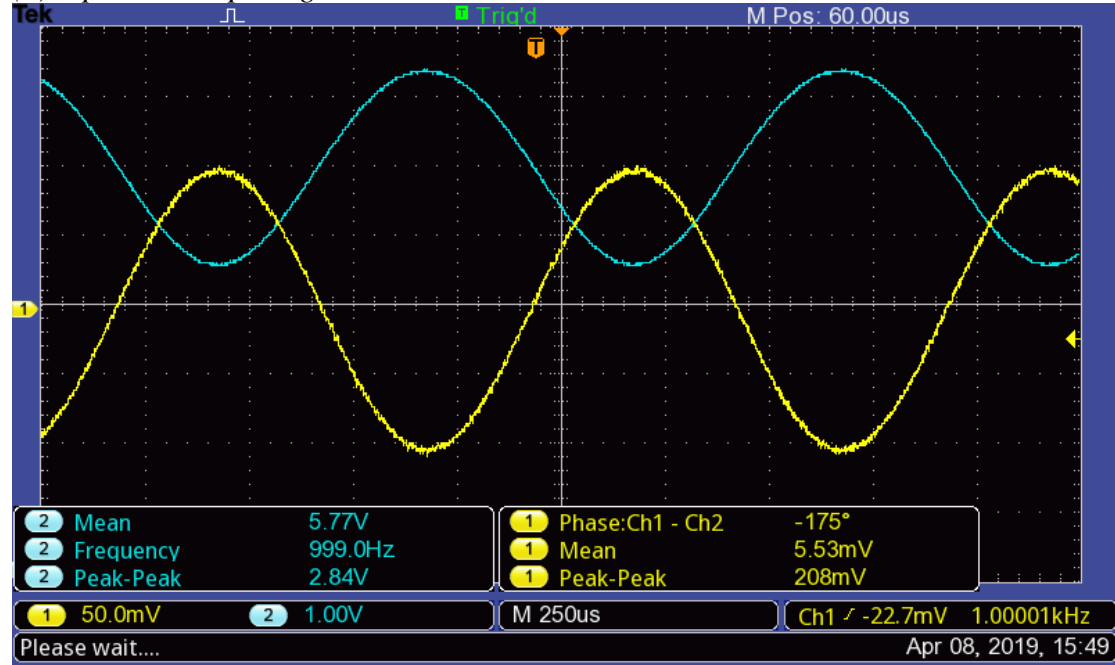 Tek Trig'd M Pos: 60.00us
T
1
2 Mean 5.77V
2 Frequency 999.0Hz
2 Peak-Peak 2.84V
1 Phase:Ch1 - Ch2 -175°
1 Mean 5.53mV
1 Peak-Peak 208mV
1 50.0mV 2 1.00V M 250us Ch1 -22.7mV 1.00001kHz
Please wait.... Apr 08, 2019, 15:49